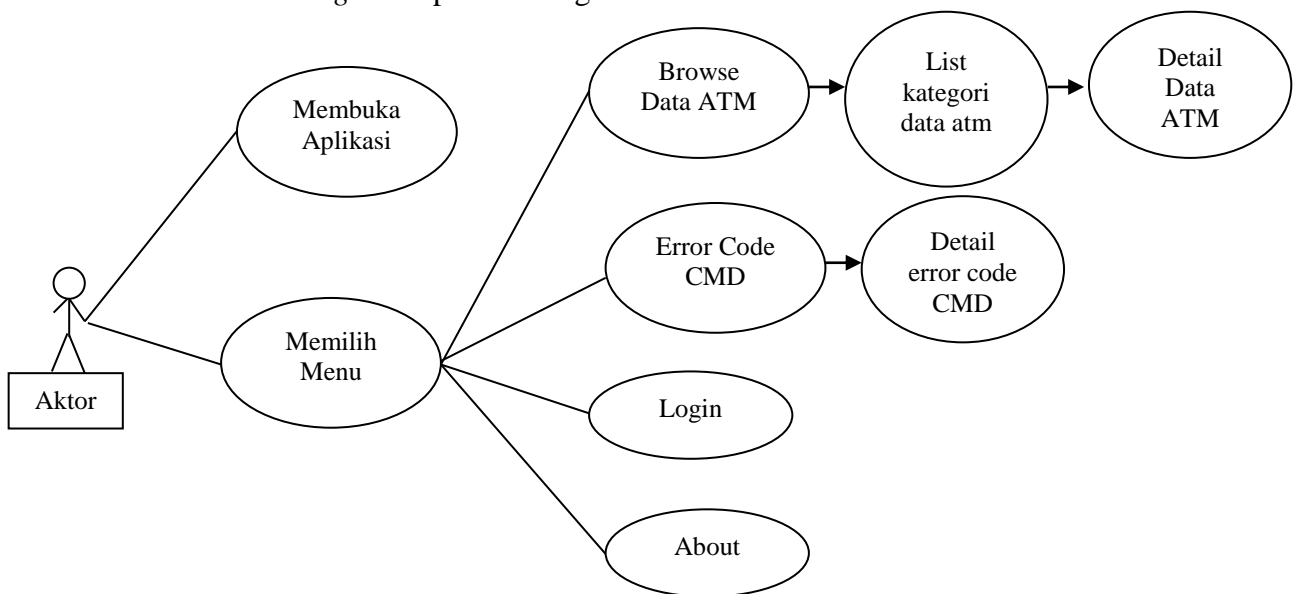 Browse
Data ATM
List
kategori
data atm
Detail
Data
ATM
Membuka
Aplikasi
Error Code
CMD
Detail
error code
CMD
Memilih
Menu
Aktor
Login
About